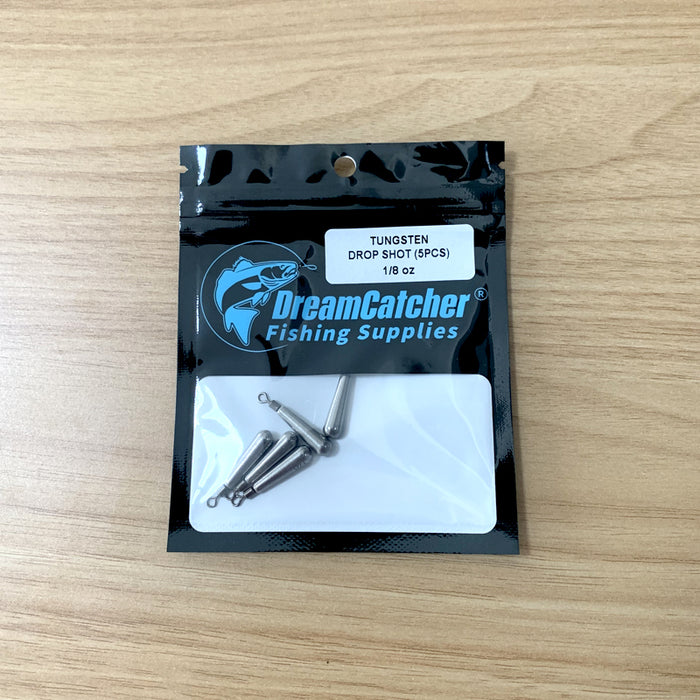 TUNGSTEN
DROP SHOT (5PCS)
1/8 oz
DreamCatcher®
Fishing Supplies